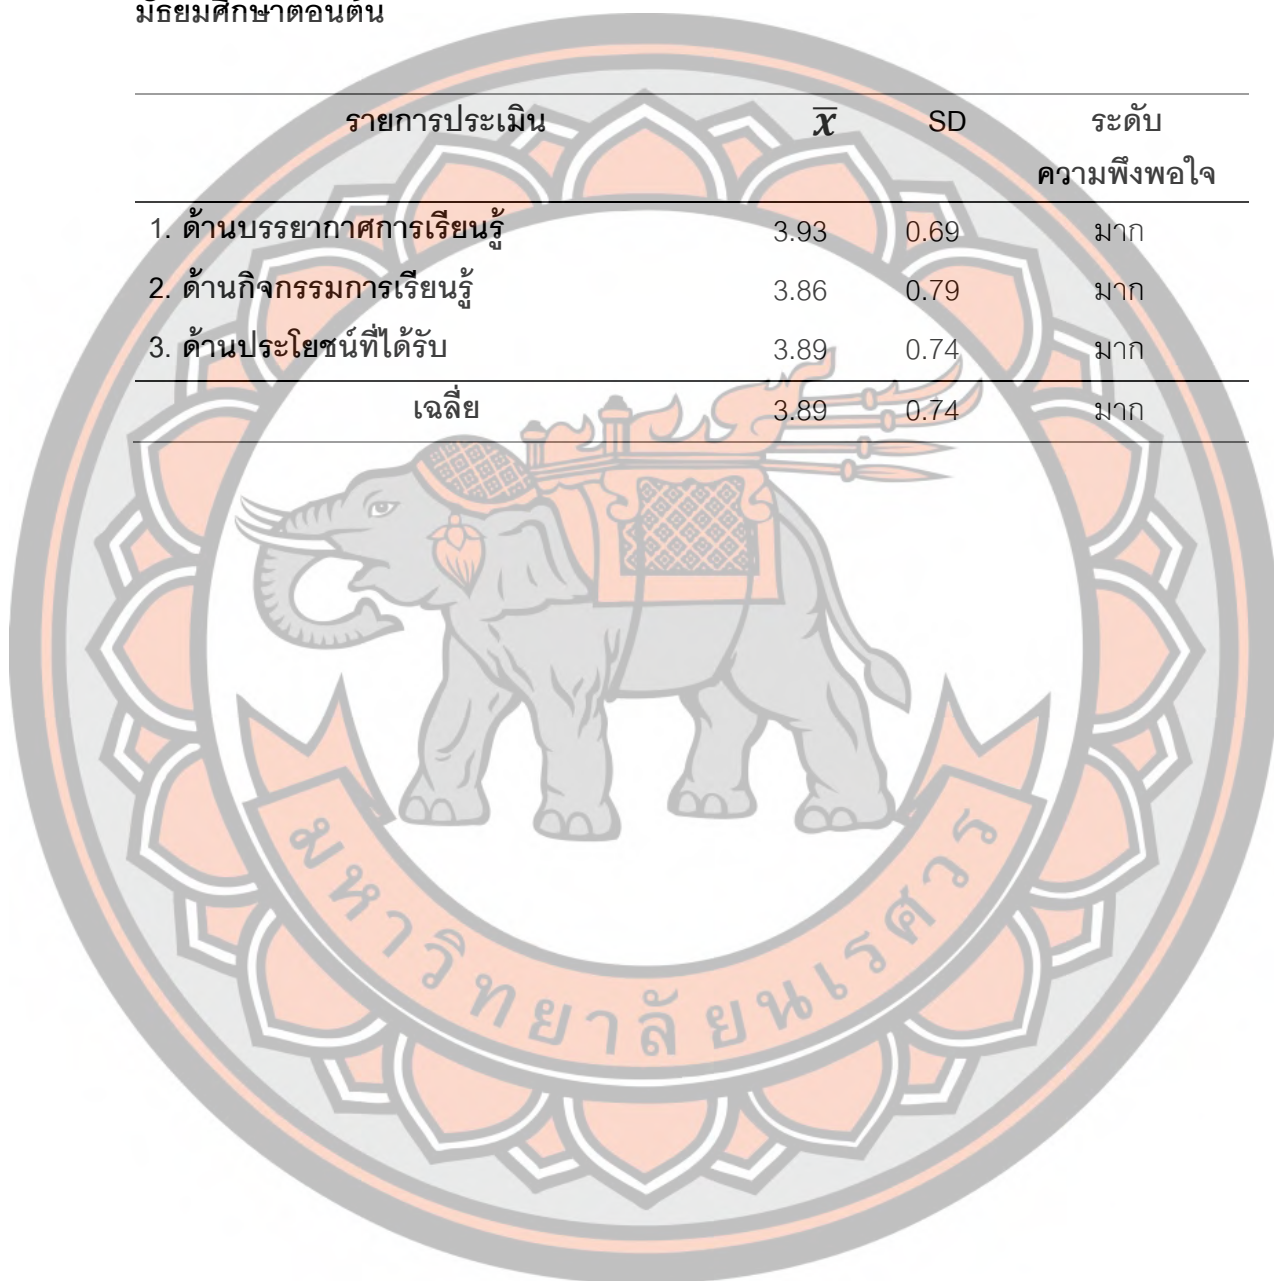 มัธยมศึกษาตอนต้น
รายการประเมิน x̄ SD ระดับ
ความพึงพอใจ
1. ด้านบรรยากาศการเรียนรู้ 3.93 0.69 มาก
2. ด้านกิจกรรมการเรียนรู้ 3.86 0.79 มาก
3. ด้านประโยชน์ที่ได้รับ 3.89 0.74 มาก
เฉลี่ย 3.89 0.74 มาก
มหาวิทยาลัยนเรศวร